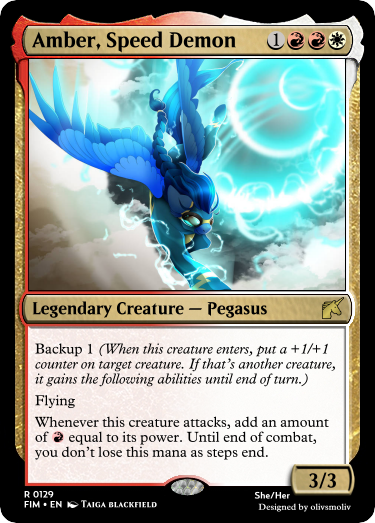 Amber, Speed Demon 1
Legendary Creature — Pegasus
Backup 1 (When this creature enters, put a +1/+1
counter on target creature. If that's another creature,
it gains the following abilities until end of turn.)
Flying
Whenever this creature attacks, add an amount
of equal to its power. Until end of combat,
you don't lose this mana as steps end.
3/3
R 0129
FIM • EN TAIGA BLACKFIELD
She/Her
Designed by olivsmoliv